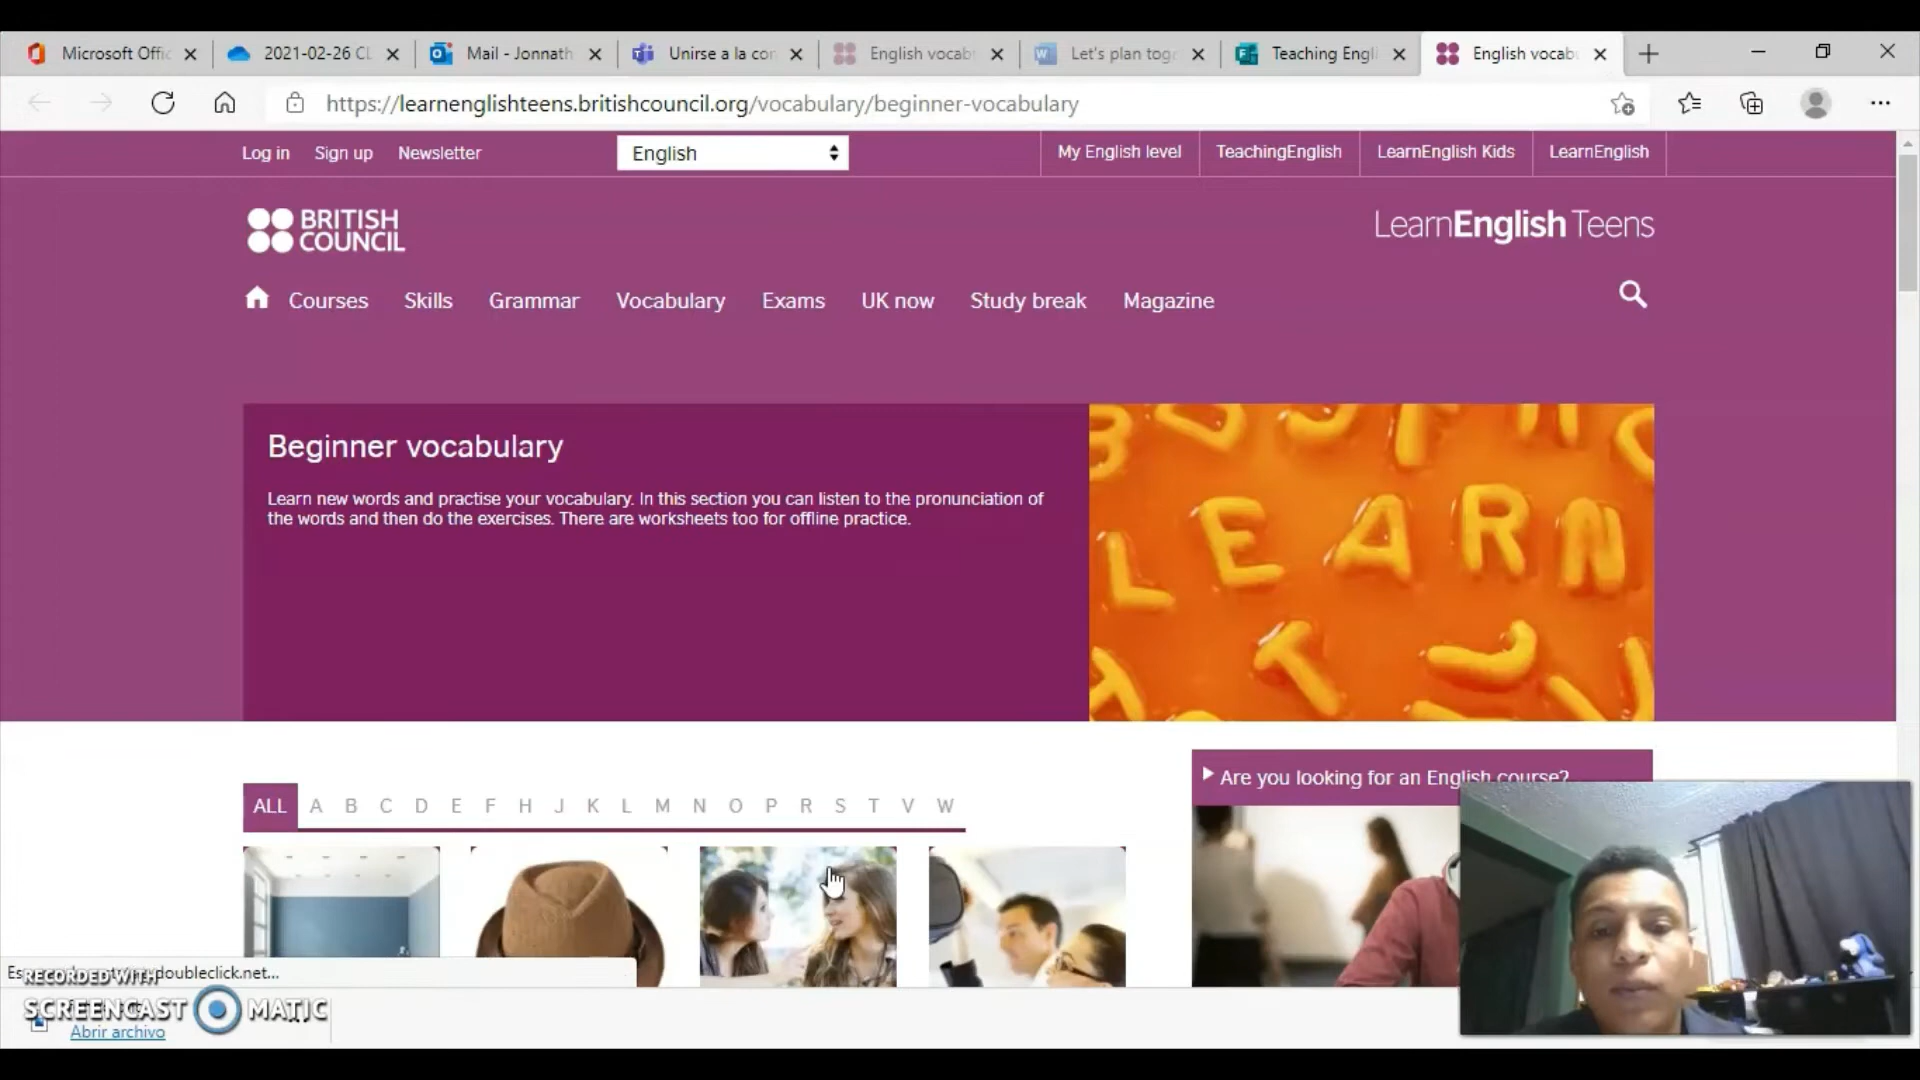 Microsoft Offic
2021-02-26 CL
Mail - Jonnath
Unirse a la con
English vocab
Let's plan toge
Teaching Engli
English vocab
https://learnenglishteens.britishcouncil.org/vocabulary/beginner-vocabulary
Log in Sign up Newsletter
English
My English level TeachingEnglish LearnEnglish Kids LearnEnglish
BRITISH
COUNCIL
LearnEnglish Teens
Courses Skills Grammar Vocabulary Exams UK now Study break Magazine
Beginner vocabulary
Learn new words and practise your vocabulary. In this section you can listen to the pronunciation of
the words and then do the exercises. There are worksheets too for offline practice.
LEARN
ALL A B C D E F H J K L M N O P R S T V W
Are you looking for an English course?
doubleclick.net...
RECORDED WITH
SCREENCAST MATIC
Abrir archivo